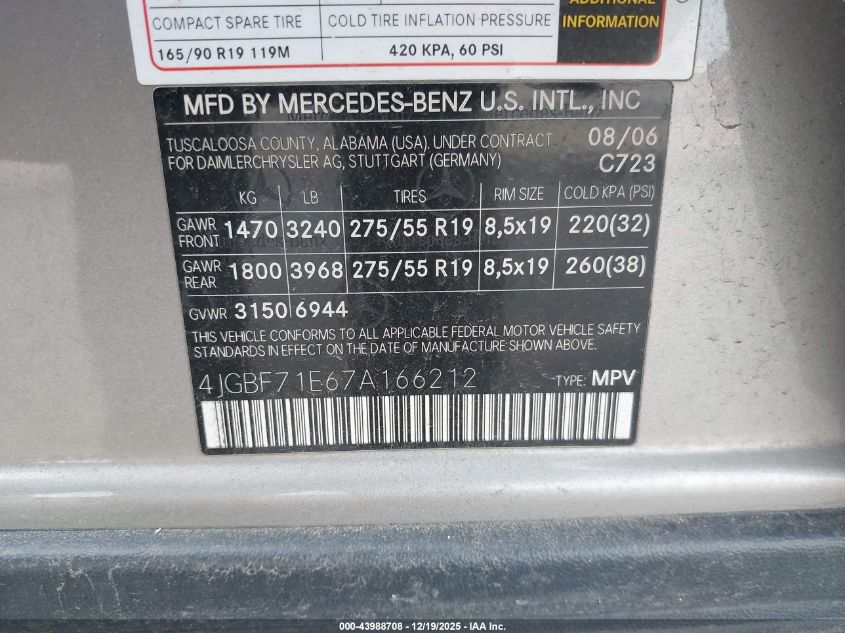 ADDITIONAL
COMPACT SPARE TIRE COLD TIRE INFLATION PRESSURE INFORMATION
165/90 R19 119M 420 KPA, 60 PSI
MFD BY MERCEDES-BENZ U.S. INTL., INC
TUSCALOOSA COUNTY, ALABAMA (USA). UNDER CONTRACT 08/06
FOR DAIMLERCHRYSLER AG, STUTTGART (GERMANY) C723
KG LB TIRES RIM SIZE COLD KPA (PSI)
GAWR FRONT 1470 3240 275/55 R19 8,5x19 220(32)
GAWR REAR 1800 3968 275/55 R19 8,5x19 260(38)
GVWR 3150 6944
THIS VEHICLE CONFORMS TO ALL APPLICABLE FEDERAL MOTOR VEHICLE SAFETY
STANDARDS IN EFFECT ON THE DATE OF MANUFACTURE SHOWN ABOVE.
4JGBF71E67A166212 TYPE: MPV
000-43988708 - 12/19/2025 - IAA Inc.